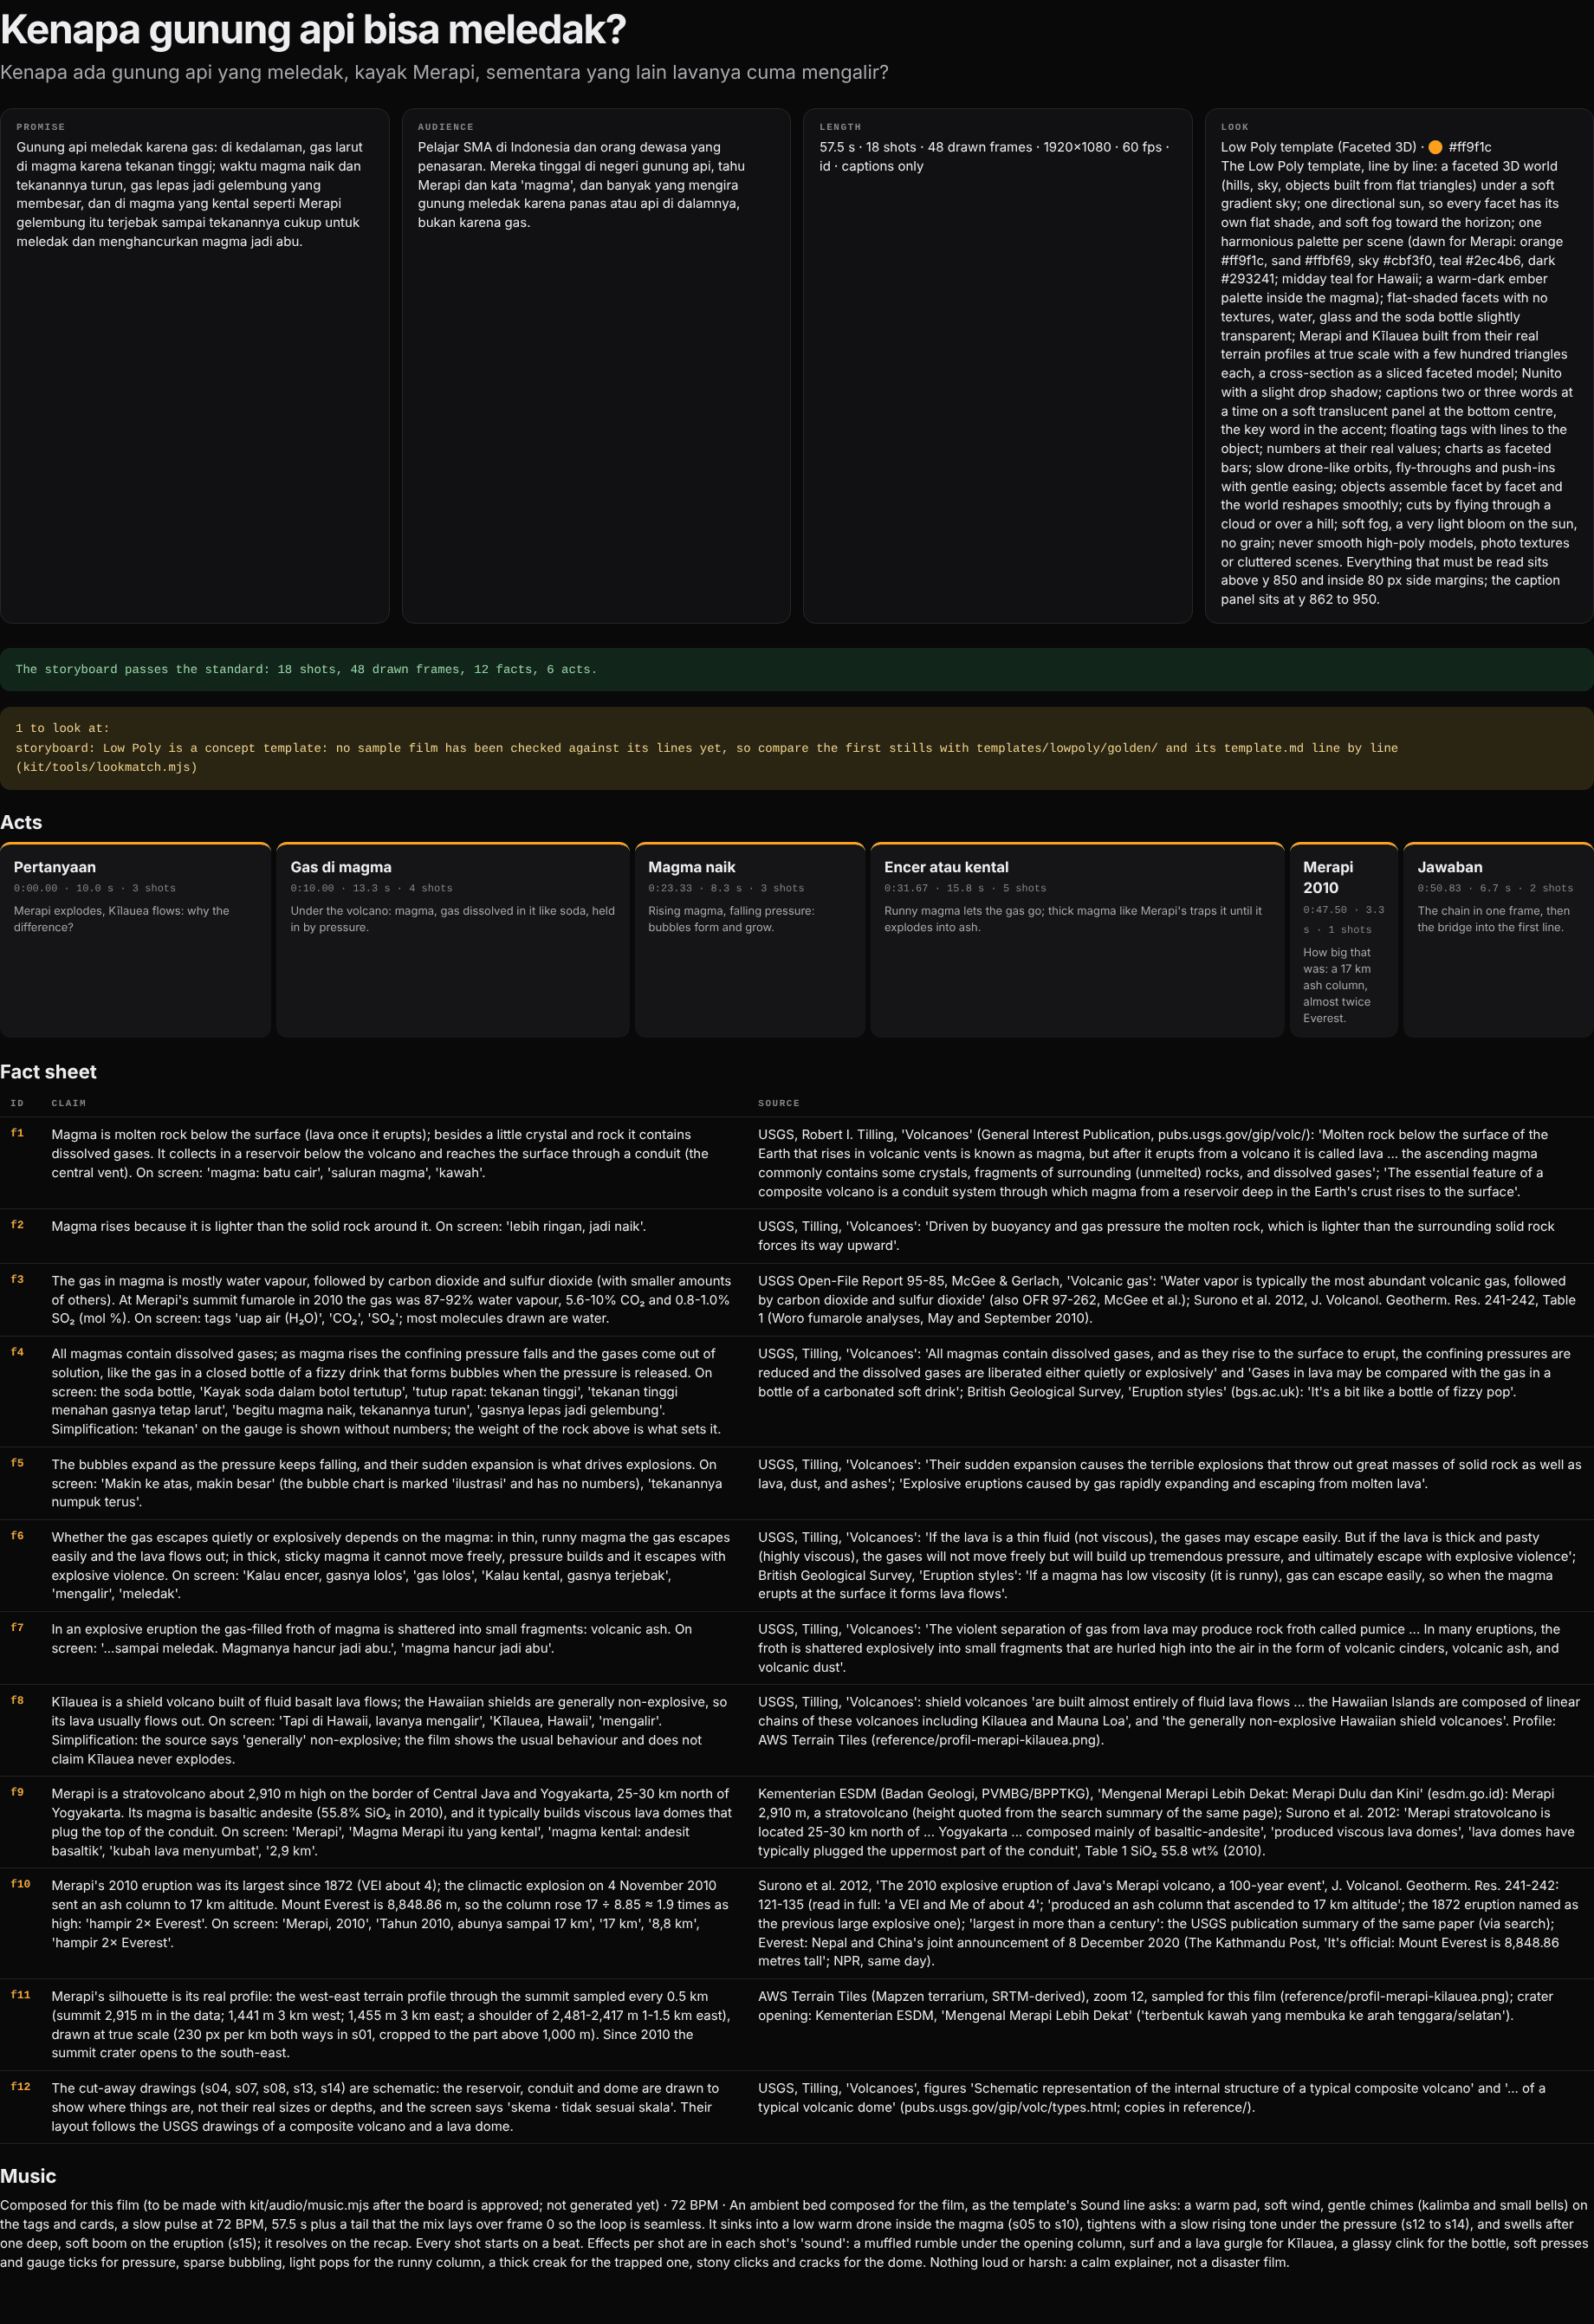 Kenapa gunung api bisa meledak?
Kenapa ada gunung api yang meledak, kayak Merapi, sementara yang lain lavanya cuma mengalir?
PROMISE
Gunung api meledak karena gas: di kedalaman, gas larut
di magma karena tekanan tinggi; waktu magma naik dan
tekanannya turun, gas lepas jadi gelembung yang
membesar, dan di magma yang kental seperti Merapi
gelembung itu terjebak sampai tekanannya cukup untuk
meledak dan menghancurkan magma jadi abu.
AUDIENCE
Pelajar SMA di Indonesia dan orang dewasa yang
penasaran. Mereka tinggal di negeri gunung api, tahu
Merapi dan kata 'magma', dan banyak yang mengira
gunung meledak karena panas atau api di dalamnya,
bukan karena gas.
LENGTH
57.5 s · 18 shots · 48 drawn frames · 1920×1080 · 60 fps ·
id · captions only
LOOK
Low Poly template (Faceted 3D) · #ff9f1c
The Low Poly template, line by line: a faceted 3D world
(hills, sky, objects built from flat triangles) under a soft
gradient sky; one directional sun, so every facet has its
own flat shade, and soft fog toward the horizon; one
harmonious palette per scene (dawn for Merapi: orange
#ff9f1c, sand #ffbf69, sky #cbf3f0, teal #2ec4b6, dark
#293241; midday teal for Hawaii; a warm-dark ember
palette inside the magma); flat-shaded facets with no
textures, water, glass and the soda bottle slightly
transparent; Merapi and Kīlauea built from their real
terrain profiles at true scale with a few hundred triangles
each, a cross-section as a sliced faceted model; Nunito
with a slight drop shadow; captions two or three words at
a time on a soft translucent panel at the bottom centre,
the key word in the accent; floating tags with lines to the
object; numbers at their real values; charts as faceted
bars; slow drone-like orbits, fly-throughs and push-ins
with gentle easing; objects assemble facet by facet and
the world reshapes smoothly; cuts by flying through a
cloud or over a hill; soft fog, a very light bloom on the sun,
no grain; never smooth high-poly models, photo textures
or cluttered scenes. Everything that must be read sits
above y 850 and inside 80 px side margins; the caption
panel sits at y 862 to 950.
The storyboard passes the standard: 18 shots, 48 drawn frames, 12 facts, 6 acts.
1 to look at:
storyboard: Low Poly is a concept template: no sample film has been checked against its lines yet, so compare the first stills with templates/lowpoly/golden/ and its template.md line by line
(kit/tools/lookmatch.mjs)
Acts
Pertanyaan
0:00.00 · 10.0 s · 3 shots
Merapi explodes, Kīlauea flows: why the
difference?
Gas di magma
0:10.00 · 13.3 s · 4 shots
Under the volcano: magma, gas dissolved in it like soda, held
in by pressure.
Magma naik
0:23.33 · 8.3 s · 3 shots
Rising magma, falling pressure:
bubbles form and grow.
Encer atau kental
0:31.67 · 15.8 s · 5 shots
Runny magma lets the gas go; thick magma like Merapi's traps it until it
explodes into ash.
Merapi
2010
0:47.50 · 3.3
s · 1 shots
How big that
was: a 17 km
ash column,
almost twice
Everest.
Jawaban
0:50.83 · 6.7 s · 2 shots
The chain in one frame, then
the bridge into the first line.
Fact sheet
ID CLAIM SOURCE
f1
Magma is molten rock below the surface (lava once it erupts); besides a little crystal and rock it contains
dissolved gases. It collects in a reservoir below the volcano and reaches the surface through a conduit (the
central vent). On screen: 'magma: batu cair', 'saluran magma', 'kawah'.
USGS, Robert I. Tilling, 'Volcanoes' (General Interest Publication, pubs.usgs.gov/gip/volc/): 'Molten rock below the surface of the
Earth that rises in volcanic vents is known as magma, but after it erupts from a volcano it is called lava ... the ascending magma
commonly contains some crystals, fragments of surrounding (unmelted) rocks, and dissolved gases'; 'The essential feature of a
composite volcano is a conduit system through which magma from a reservoir deep in the Earth's crust rises to the surface'.
f2
Magma rises because it is lighter than the solid rock around it. On screen: 'lebih ringan, jadi naik'.
USGS, Tilling, 'Volcanoes': 'Driven by buoyancy and gas pressure the molten rock, which is lighter than the surrounding solid rock
forces its way upward'.
f3
The gas in magma is mostly water vapour, followed by carbon dioxide and sulfur dioxide (with smaller amounts
of others). At Merapi's summit fumarole in 2010 the gas was 87-92% water vapour, 5.6-10% CO₂ and 0.8-1.0%
SO₂ (mol %). On screen: tags 'uap air (H₂O)', 'CO₂', 'SO₂'; most molecules drawn are water.
USGS Open-File Report 95-85, McGee & Gerlach, 'Volcanic gas': 'Water vapor is typically the most abundant volcanic gas, followed
by carbon dioxide and sulfur dioxide' (also OFR 97-262, McGee et al.); Surono et al. 2012, J. Volcanol. Geotherm. Res. 241-242, Table
1 (Woro fumarole analyses, May and September 2010).
f4
All magmas contain dissolved gases; as magma rises the confining pressure falls and the gases come out of
solution, like the gas in a closed bottle of a fizzy drink that forms bubbles when the pressure is released. On
screen: the soda bottle, 'Kayak soda dalam botol tertutup', 'tutup rapat: tekanan tinggi', 'tekanan tinggi
menahan gasnya tetap larut', 'begitu magma naik, tekanannya turun', 'gasnya lepas jadi gelembung'.
Simplification: 'tekanan' on the gauge is shown without numbers; the weight of the rock above is what sets it.
USGS, Tilling, 'Volcanoes': 'All magmas contain dissolved gases, and as they rise to the surface to erupt, the confining pressures are
reduced and the dissolved gases are liberated either quietly or explosively' and 'Gases in lava may be compared with the gas in a
bottle of a carbonated soft drink'; British Geological Survey, 'Eruption styles' (bgs.ac.uk): 'It's a bit like a bottle of fizzy pop'.
f5
The bubbles expand as the pressure keeps falling, and their sudden expansion is what drives explosions. On
screen: 'Makin ke atas, makin besar' (the bubble chart is marked 'ilustrasi' and has no numbers), 'tekanannya
numpuk terus'.
USGS, Tilling, 'Volcanoes': 'Their sudden expansion causes the terrible explosions that throw out great masses of solid rock as well as
lava, dust, and ashes'; 'Explosive eruptions caused by gas rapidly expanding and escaping from molten lava'.
f6
Whether the gas escapes quietly or explosively depends on the magma: in thin, runny magma the gas escapes
easily and the lava flows out; in thick, sticky magma it cannot move freely, pressure builds and it escapes with
explosive violence. On screen: 'Kalau encer, gasnya lolos', 'gas lolos', 'Kalau kental, gasnya terjebak',
'mengalir', 'meledak'.
USGS, Tilling, 'Volcanoes': 'If the lava is a thin fluid (not viscous), the gases may escape easily. But if the lava is thick and pasty
(highly viscous), the gases will not move freely but will build up tremendous pressure, and ultimately escape with explosive violence';
British Geological Survey, 'Eruption styles': 'If a magma has low viscosity (it is runny), gas can escape easily, so when the magma
erupts at the surface it forms lava flows'.
f7
In an explosive eruption the gas-filled froth of magma is shattered into small fragments: volcanic ash. On
screen: '...sampai meledak. Magmanya hancur jadi abu.', 'magma hancur jadi abu'.
USGS, Tilling, 'Volcanoes': 'The violent separation of gas from lava may produce rock froth called pumice ... In many eruptions, the
froth is shattered explosively into small fragments that are hurled high into the air in the form of volcanic cinders, volcanic ash, and
volcanic dust'.
f8
Kīlauea is a shield volcano built of fluid basalt lava flows; the Hawaiian shields are generally non-explosive, so
its lava usually flows out. On screen: 'Tapi di Hawaii, lavanya mengalir', 'Kīlauea, Hawaii', 'mengalir'.
Simplification: the source says 'generally' non-explosive; the film shows the usual behaviour and does not
claim Kīlauea never explodes.
USGS, Tilling, 'Volcanoes': shield volcanoes 'are built almost entirely of fluid lava flows ... the Hawaiian Islands are composed of linear
chains of these volcanoes including Kilauea and Mauna Loa', and 'the generally non-explosive Hawaiian shield volcanoes'. Profile:
AWS Terrain Tiles (reference/profil-merapi-kilauea.png).
f9
Merapi is a stratovolcano about 2,910 m high on the border of Central Java and Yogyakarta, 25-30 km north of
Yogyakarta. Its magma is basaltic andesite (55.8% SiO₂ in 2010), and it typically builds viscous lava domes that
plug the top of the conduit. On screen: 'Merapi', 'Magma Merapi itu yang kental', 'magma kental: andesit
basaltik', 'kubah lava menyumbat', '2,9 km'.
Kementerian ESDM (Badan Geologi, PVMBG/BPPTKG), 'Mengenal Merapi Lebih Dekat: Merapi Dulu dan Kini' (esdm.go.id): Merapi
2,910 m, a stratovolcano (height quoted from the search summary of the same page); Surono et al. 2012: 'Merapi stratovolcano is
located 25-30 km north of ... Yogyakarta ... composed mainly of basaltic-andesite', 'produced viscous lava domes', 'lava domes have
typically plugged the uppermost part of the conduit', Table 1 SiO₂ 55.8 wt% (2010).
f10
Merapi's 2010 eruption was its largest since 1872 (VEI about 4); the climactic explosion on 4 November 2010
sent an ash column to 17 km altitude. Mount Everest is 8,848.86 m, so the column rose 17 ÷ 8.85 ≈ 1.9 times as
high: 'hampir 2× Everest'. On screen: 'Merapi, 2010', 'Tahun 2010, abunya sampai 17 km', '17 km', '8,8 km',
'hampir 2× Everest'.
Surono et al. 2012, 'The 2010 explosive eruption of Java's Merapi volcano, a 100-year event', J. Volcanol. Geotherm. Res. 241-242:
121-135 (read in full: 'a VEI and Me of about 4'; 'produced an ash column that ascended to 17 km altitude'; the 1872 eruption named as
the previous large explosive one); 'largest in more than a century': the USGS publication summary of the same paper (via search);
Everest: Nepal and China's joint announcement of 8 December 2020 (The Kathmandu Post, 'It's official: Mount Everest is 8,848.86
metres tall'; NPR, same day).
f11
Merapi's silhouette is its real profile: the west-east terrain profile through the summit sampled every 0.5 km
(summit 2,915 m in the data; 1,441 m 3 km west; 1,455 m 3 km east; a shoulder of 2,481-2,417 m 1-1.5 km east),
drawn at true scale (230 px per km both ways in s01, cropped to the part above 1,000 m). Since 2010 the
summit crater opens to the south-east.
AWS Terrain Tiles (Mapzen terrarium, SRTM-derived), zoom 12, sampled for this film (reference/profil-merapi-kilauea.png); crater
opening: Kementerian ESDM, 'Mengenal Merapi Lebih Dekat' ('terbentuk kawah yang membuka ke arah tenggara/selatan').
f12
The cut-away drawings (s04, s07, s08, s13, s14) are schematic: the reservoir, conduit and dome are drawn to
show where things are, not their real sizes or depths, and the screen says 'skema · tidak sesuai skala'. Their
layout follows the USGS drawings of a composite volcano and a lava dome.
USGS, Tilling, 'Volcanoes', figures 'Schematic representation of the internal structure of a typical composite volcano' and '... of a
typical volcanic dome' (pubs.usgs.gov/gip/volc/types.html; copies in reference/).
Music
Composed for this film (to be made with kit/audio/music.mjs after the board is approved; not generated yet) · 72 BPM · An ambient bed composed for the film, as the template's Sound line asks: a warm pad, soft wind, gentle chimes (kalimba and small bells) on
the tags and cards, a slow pulse at 72 BPM, 57.5 s plus a tail that the mix lays over frame 0 so the loop is seamless. It sinks into a low warm drone inside the magma (s05 to s10), tightens with a slow rising tone under the pressure (s12 to s14), and swells after
one deep, soft boom on the eruption (s15); it resolves on the recap. Every shot starts on a beat. Effects per shot are in each shot's 'sound': a muffled rumble under the opening column, surf and a lava gurgle for Kīlauea, a glassy clink for the bottle, soft presses
and gauge ticks for pressure, sparse bubbling, light pops for the runny column, a thick creak for the trapped one, stony clicks and cracks for the dome. Nothing loud or harsh: a calm explainer, not a disaster film.